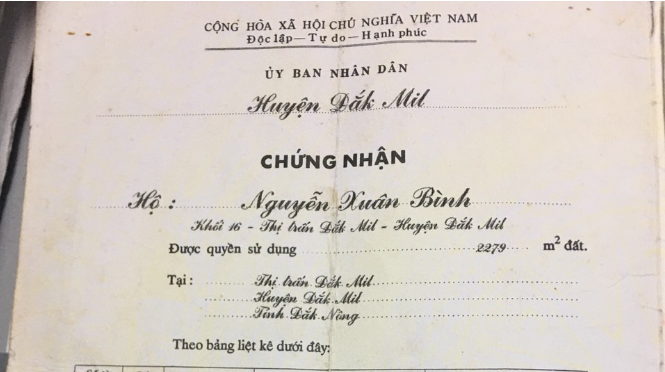 CỘNG HÒA XÃ HỘI CHỦ NGHĨA VIỆT NAM
Độc lập — Tự do — Hạnh phúc
ỦY BAN NHÂN DÂN
Huyện Đắk Mil
CHỨNG NHẬN
Hộ : Nguyễn Xuân Bình
Khối 16 - Thị trấn Đắk Mil - Huyện Đắk Mil
Được quyền sử dụng 2279 m² đất.
Tại : Thị trấn Đắk Mil
Huyện Đắk Mil
Tỉnh Đắk Nông
Theo bảng liệt kê dưới đây: